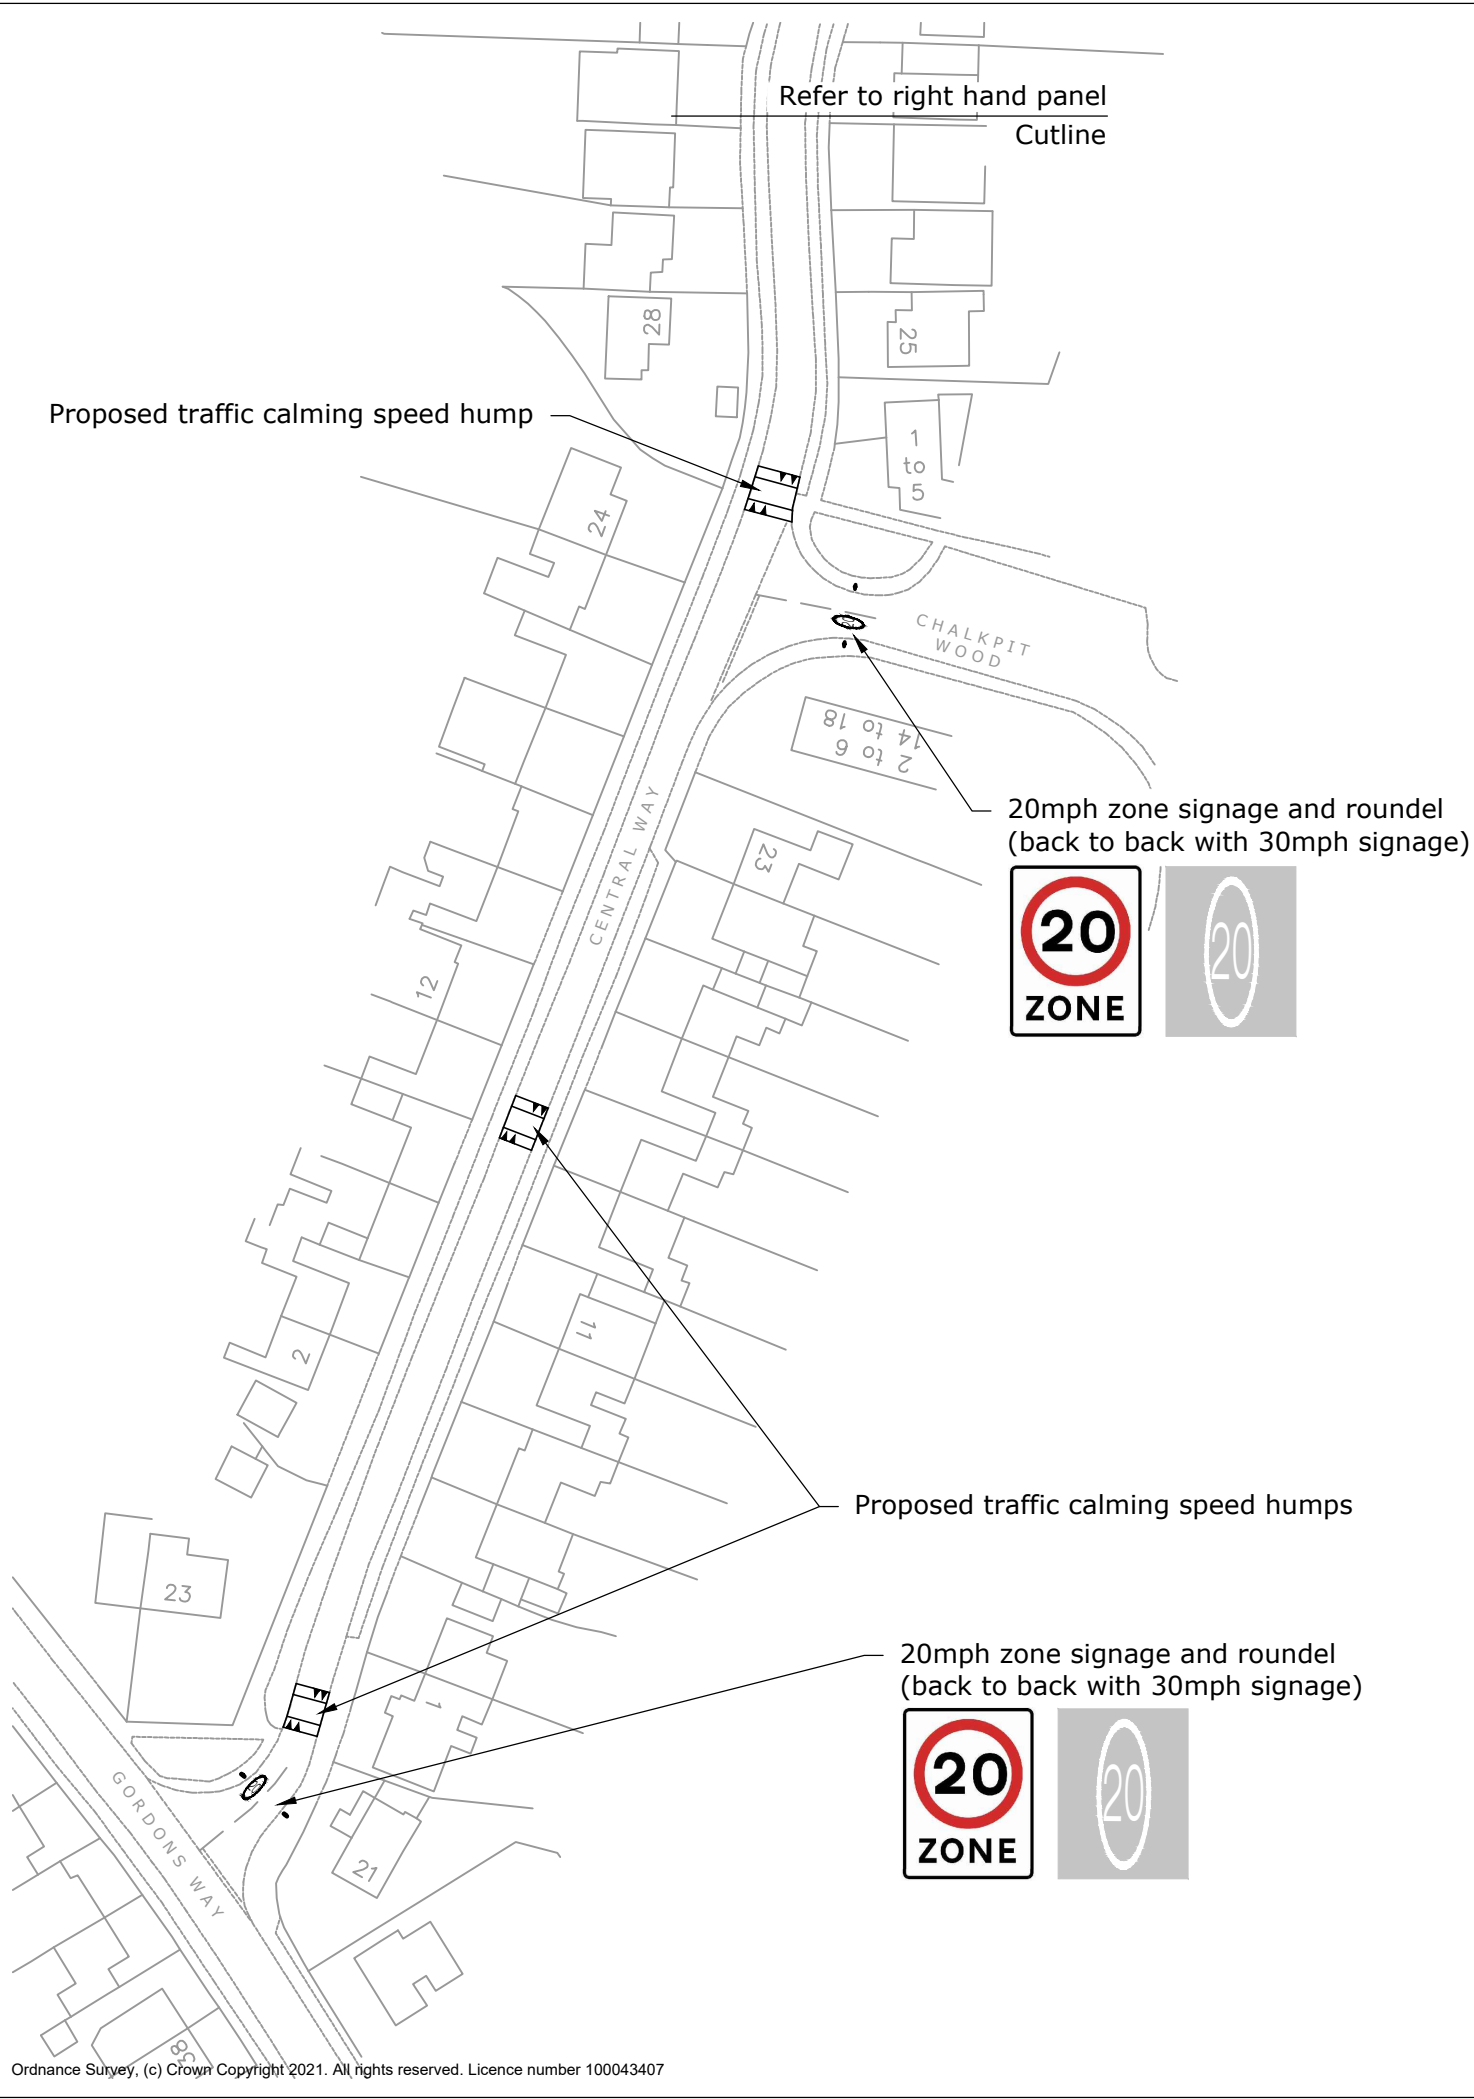 Refer to right hand panel
Cutline
28
25
Proposed traffic calming speed hump
1
to
5
24
CHALKPIT
WOOD
14 to 18
2 to 6
20mph zone signage and roundel
(back to back with 30mph signage)
20
ZONE
20
CENTRAL WAY
23
12
11
2
Proposed traffic calming speed humps
23
20mph zone signage and roundel
(back to back with 30mph signage)
20
ZONE
20
1
GORDONS WAY
21
38
Ordnance Survey, (c) Crown Copyright 2021. All rights reserved. Licence number 100043407